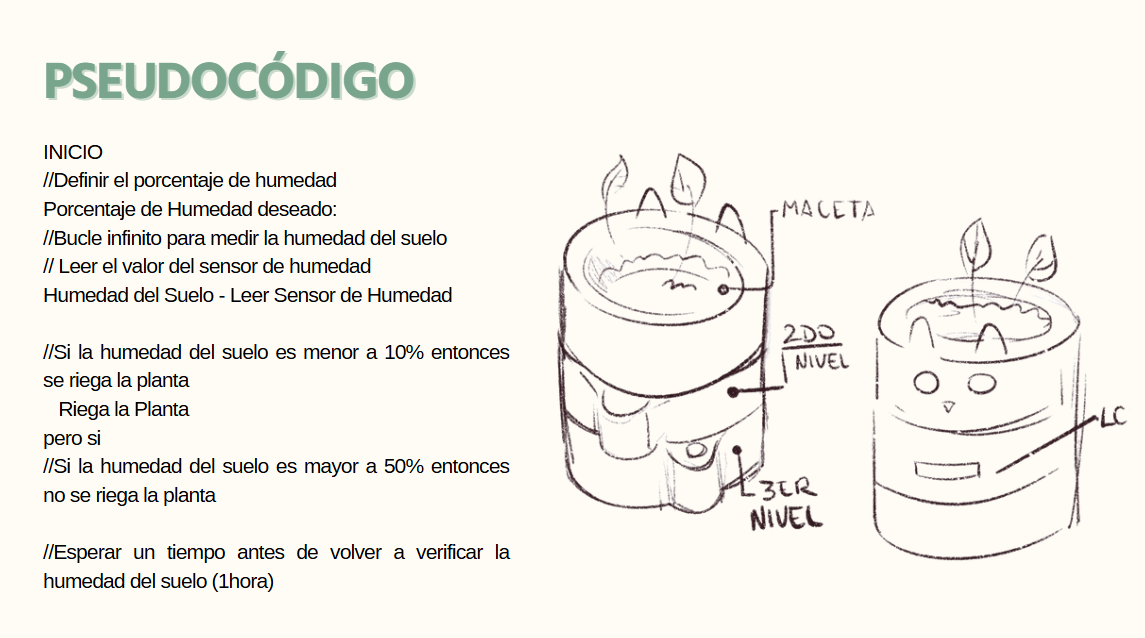 PSEUDOCÓDIGO
INICIO
//Definir el porcentaje de humedad
Porcentaje de Humedad deseado:
//Bucle infinito para medir la humedad del suelo
// Leer el valor del sensor de humedad
Humedad del Suelo - Leer Sensor de Humedad
//Si la humedad del suelo es menor a 10% entonces
se riega la planta
Riega la Planta
pero si
//Si la humedad del suelo es mayor a 50% entonces
no se riega la planta
//Esperar un tiempo antes de volver a verificar la
humedad del suelo (1hora)
MACETA
2DO
NIVEL
3ER
NIVEL
LC